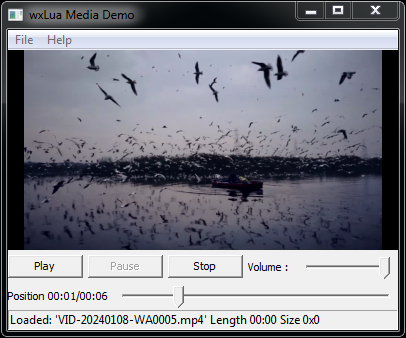 wxLua Media Demo
File Help
Play Pause Stop Volume :
Position 00:01/00:06
Loaded: 'VID-20240108-WA0005.mp4' Length 00:00 Size 0x0